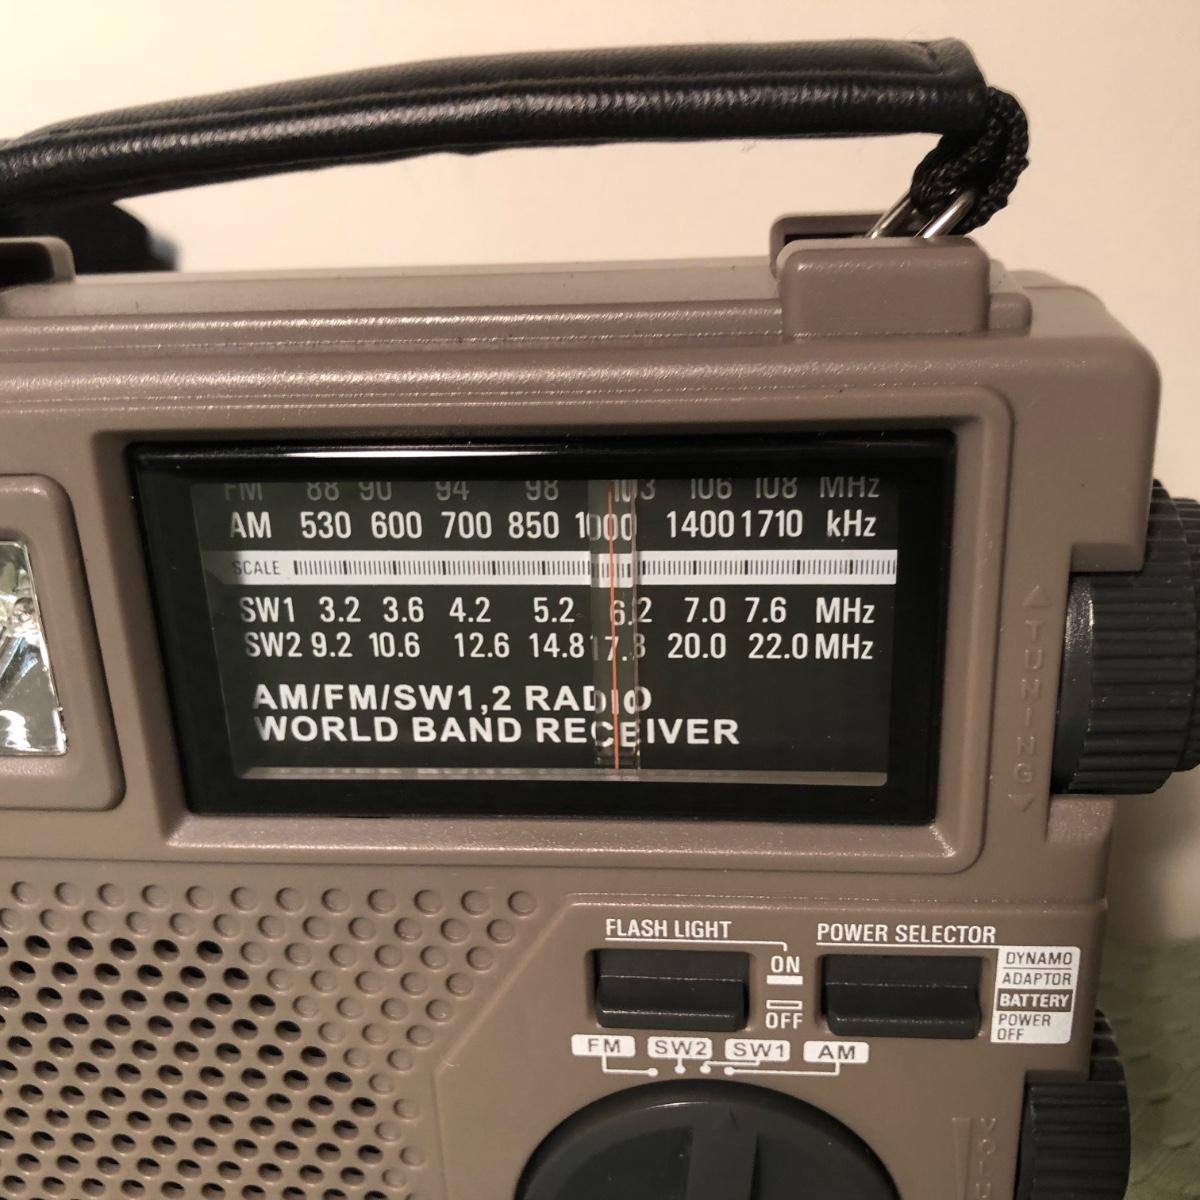 FM 88 90 94 98 103 106 108 MHz
AM 530 600 700 850 1000 1400 1710 kHz
SCALE
SW1 3.2 3.6 4.2 5.2 6.2 7.0 7.6 MHz
SW2 9.2 10.6 12.6 14.8 17.8 20.0 22.0 MHz
AM/FM/SW1,2 RADIO
WORLD BAND RECEIVER
TUNING
FLASH LIGHT
ON
OFF
POWER SELECTOR
DYNAMO
ADAPTOR
BATTERY
POWER
OFF
FM SW2 SW1 AM